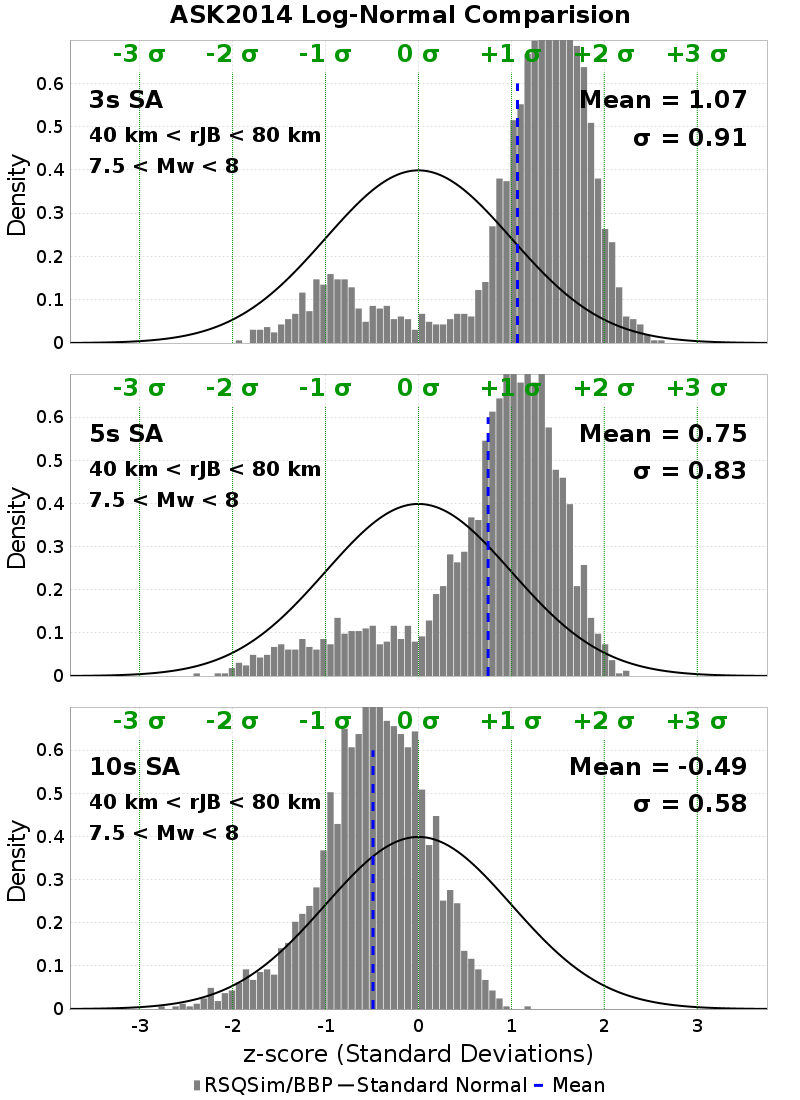 ASK2014 Log-Normal Comparision
-3 σ -2 σ -1 σ 0 σ +1 σ +2 σ +3 σ
3s SA
Mean = 1.07
40 km < rJB < 80 km
σ = 0.91
7.5 < Mw < 8
Density
0.6
0.5
0.4
0.3
0.2
0.1
0
-3 σ -2 σ -1 σ 0 σ +1 σ +2 σ +3 σ
5s SA
Mean = 0.75
40 km < rJB < 80 km
σ = 0.83
7.5 < Mw < 8
Density
0.6
0.5
0.4
0.3
0.2
0.1
0
-3 σ -2 σ -1 σ 0 σ +1 σ +2 σ +3 σ
10s SA
Mean = -0.49
40 km < rJB < 80 km
σ = 0.58
7.5 < Mw < 8
Density
0.6
0.5
0.4
0.3
0.2
0.1
0
-3 -2 -1 0 1 2 3
z-score (Standard Deviations)
RSQSim/BBP Standard Normal Mean